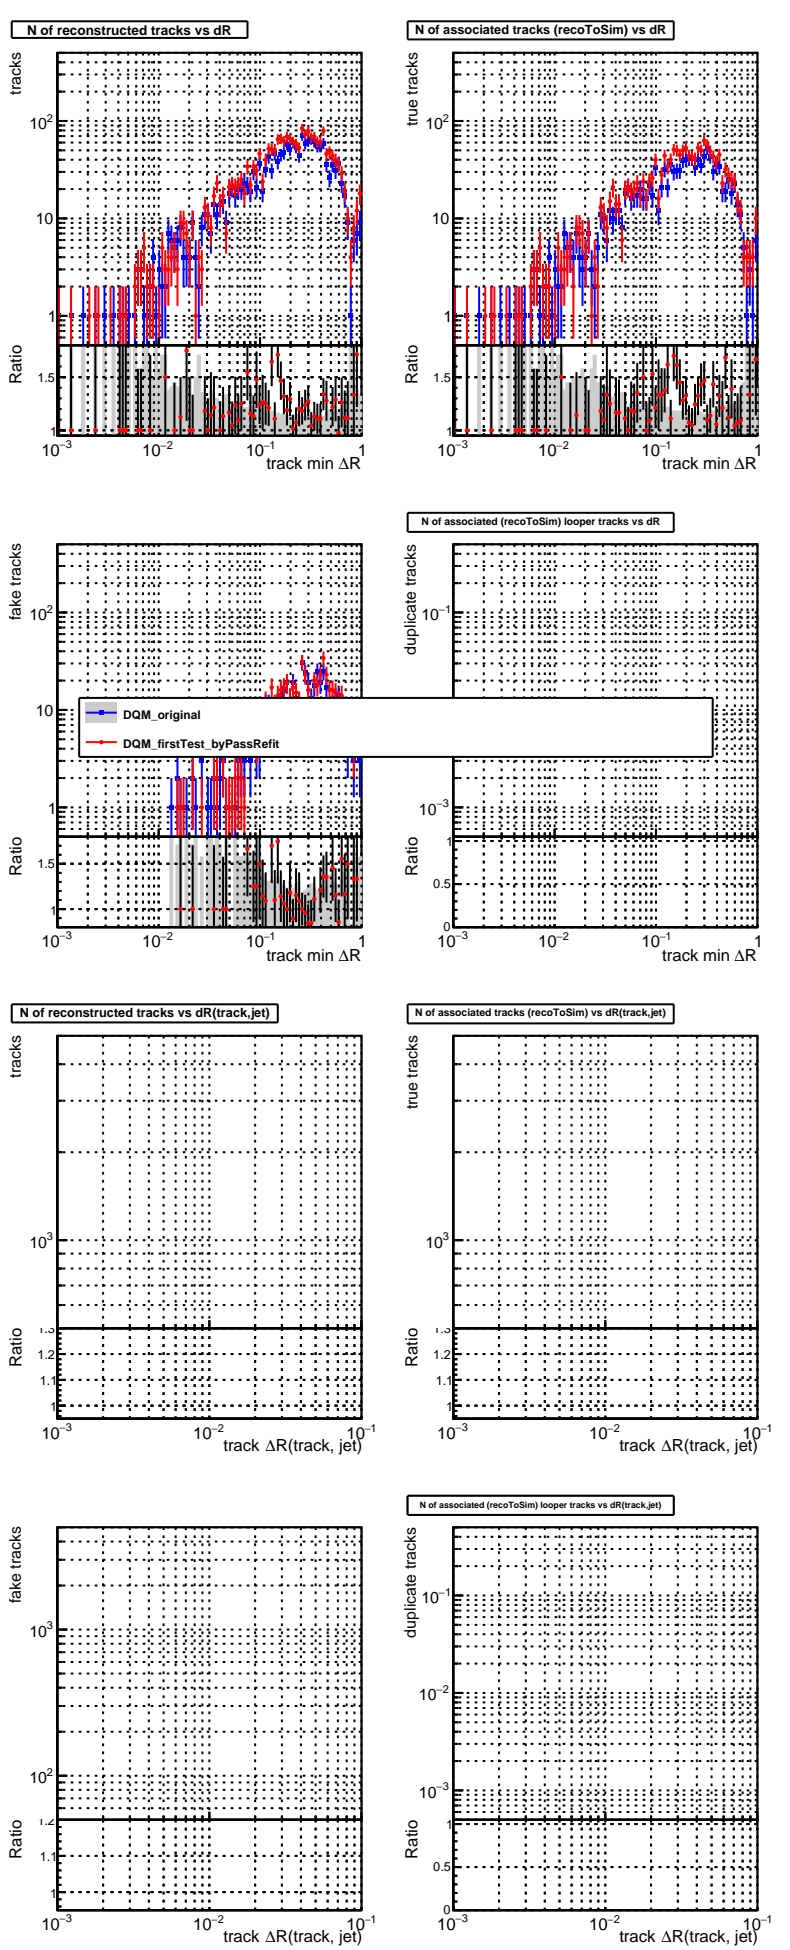 N of reconstructed tracks vs dR
N of associated tracks (recoToSim) vs dR
tracks
10²
10
1
Ratio
1.5
1
10⁻³ 10⁻² 10⁻¹ 1
track min ΔR
true tracks
10²
10
1
Ratio
1.5
1
10⁻³ 10⁻² 10⁻¹ 1
track min ΔR
N of associated (recoToSim) looper tracks vs dR
fake tracks
10²
10
1
Ratio
1.5
1
10⁻³ 10⁻² 10⁻¹ 1
track min ΔR
duplicate tracks
10⁻¹
10⁻³
Ratio
1
0.5
0
10⁻³ 10⁻² 10⁻¹ 1
track min ΔR
DQM_original
DQM_firstTest_byPassRefit
N of reconstructed tracks vs dR(track,jet)
N of associated tracks (recoToSim) vs dR(track,jet)
tracks
10³
Ratio
1.3
1.2
1.1
1
10⁻³ 10⁻² 10⁻¹
track ΔR(track, jet)
true tracks
10³
Ratio
1.3
1.2
1.1
1
10⁻³ 10⁻² 10⁻¹
track ΔR(track, jet)
N of associated (recoToSim) looper tracks vs dR(track,jet)
fake tracks
10³
10²
Ratio
1.2
1.1
1
10⁻³ 10⁻² 10⁻¹
track ΔR(track, jet)
duplicate tracks
10⁻¹
10⁻²
10⁻³
Ratio
1
0.5
0
10⁻³ 10⁻² 10⁻¹
track ΔR(track, jet)